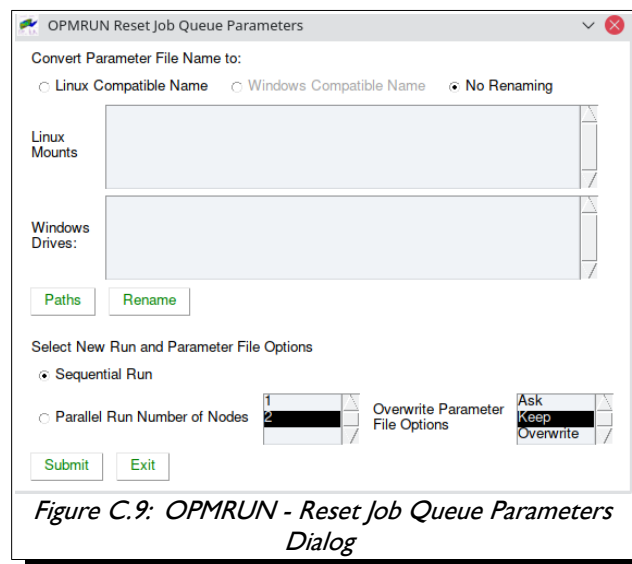 OPMRUN Reset Job Queue Parameters
Convert Parameter File Name to:
Linux Compatible Name Windows Compatible Name No Renaming
Linux
Mounts
Windows
Drives:
Paths Rename
Select New Run and Parameter File Options
Sequential Run
Parallel Run Number of Nodes
1
2
Overwrite Parameter
File Options
Ask
Keep
Overwrite
Submit Exit
Figure C.9: OPMRUN - Reset Job Queue Parameters
Dialog